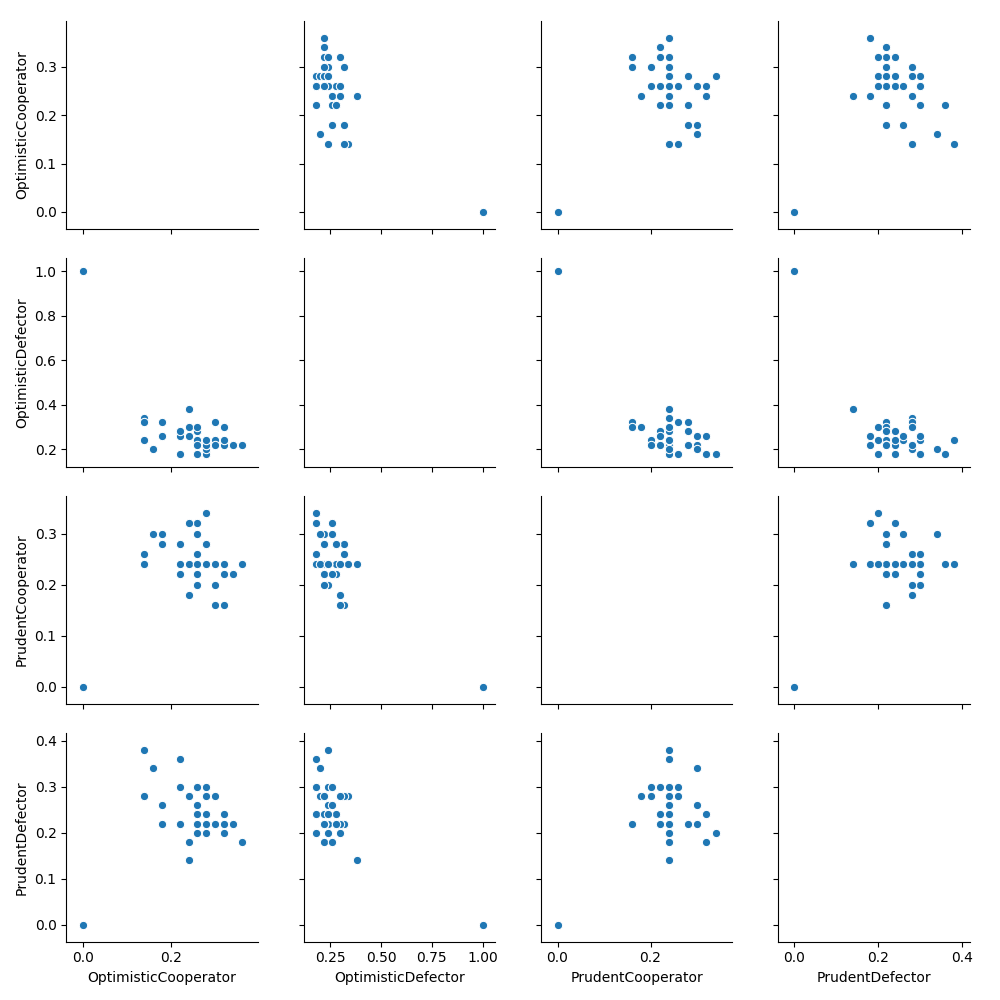 OptimisticCooperator
0.3
0.2
0.1
0.0
OptimisticDefector
1.0
0.8
0.6
0.4
0.2
PrudentCooperator
0.3
0.2
0.1
0.0
PrudentDefector
0.4
0.3
0.2
0.1
0.0
0.0 0.2
OptimisticCooperator
0.25 0.50 0.75 1.00
OptimisticDefector
0.0 0.2
PrudentCooperator
0.0 0.2 0.4
PrudentDefector